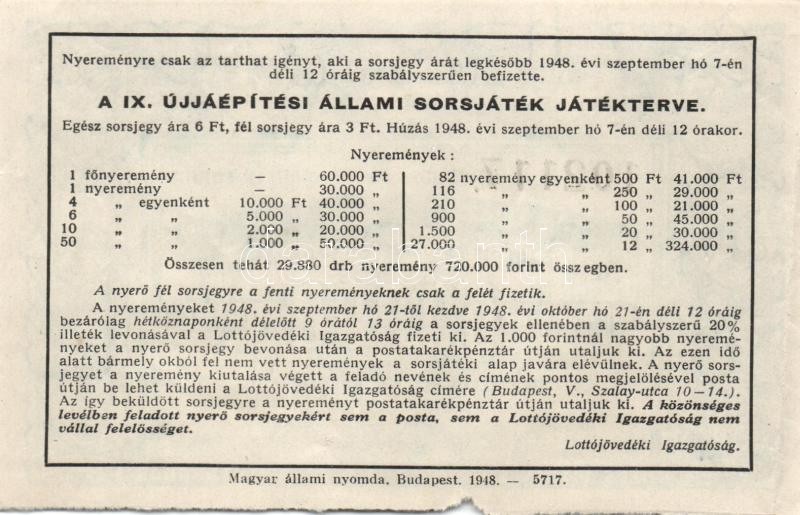 Nyereményre csak az tarthat igényt, aki a sorsjegy árát legkésőbb 1948. évi szeptember hó 7-én
déli 12 óráig szabályszerűen befizette.
A IX. ÚJJÁÉPÍTÉSI ÁLLAMI SORSJÁTÉK JÁTÉKTERVE.
Egész sorsjegy ára 6 Ft, fél sorsjegy ára 3 Ft. Húzás 1948. évi szeptember hó 7-én déli 12 órakor.
Nyeremények :
1 főnyeremény — 60.000 Ft
1 nyeremény — 30.000 „
4 „ egyenként 10.000 Ft 40.000 „
6 „ „ 5.000 „ 30.000 „
10 „ „ 2.000 „ 20.000 „
50 „ „ 1.000 „ 50.000 „
82 nyeremény egyenként 500 Ft 41.000 Ft
116 „ „ 250 „ 29.000 „
210 „ „ 100 „ 21.000 „
900 „ „ 50 „ 45.000 „
1.500 „ „ 20 „ 30.000 „
27.000 „ „ 12 „ 324.000 „
Összesen tehát 29.880 drb nyeremény 720.000 forint összegben.
A nyerő fél sorsjegyre a fenti nyereményeknek csak a felét fizetik.
A nyereményeket 1948. évi szeptember hó 21-től kezdve 1948. évi október hó 21-én déli 12 óráig
bezárólag hétköznaponként délelőtt 9 órától 13 óráig a sorsjegyek ellenében a szabályszerű 20%
illeték levonásával a Lottójövedéki Igazgatóság fizeti ki. Az 1.000 forintnál nagyobb nyeremé-
nyeket a nyerő sorsjegy bevonása után a postatakarékpénztár útján utaljuk ki. Az ezen idő
alatt bármely okból fel nem vett nyeremények a sorsjátéki alap javára elévülnek. A nyerő sors-
jegyet a nyeremény kiutalása végett a feladó nevének és címének pontos megjelölésével posta
útján be lehet küldeni a Lottójövedéki Igazgatóság címére (Budapest, V., Szalay-utca 10—14.).
Az így beküldött sorsjegyre a nyereményt postatakarékpénztár útján utaljuk ki. A közönséges
levélben feladott nyerő sorsjegyekért sem a posta, sem a Lottójövedéki Igazgatóság nem
vállal felelősséget.
Lottójövedéki Igazgatóság.
Magyar állami nyomda. Budapest. 1948. — 5717.
darabanth